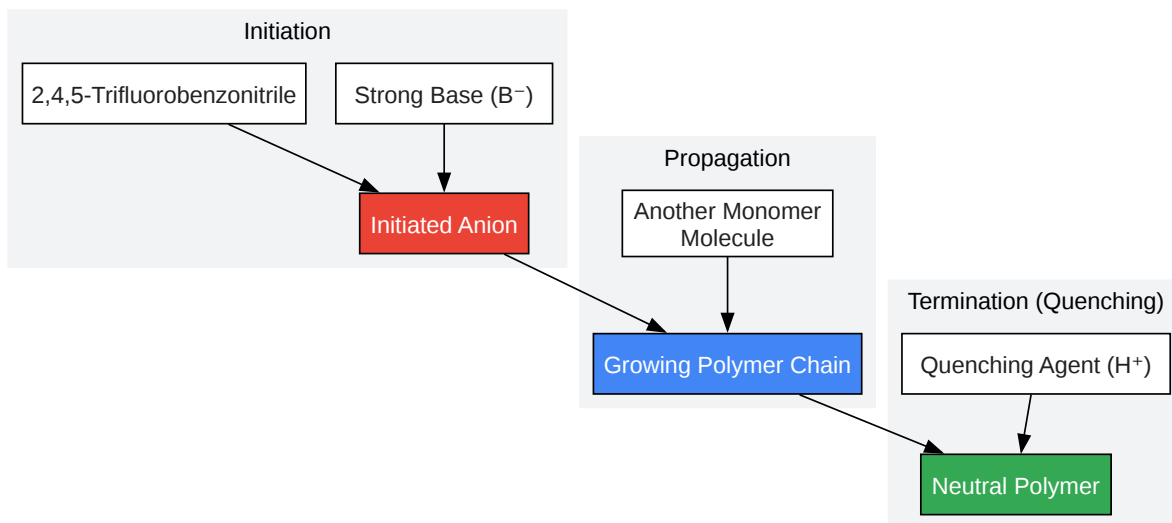 Initiation
2,4,5-Trifluorobenzonitrile
Strong Base (B⁻)
Initiated Anion
Propagation
Another Monomer
Molecule
Growing Polymer Chain
Termination (Quenching)
Quenching Agent (H⁺)
Neutral Polymer